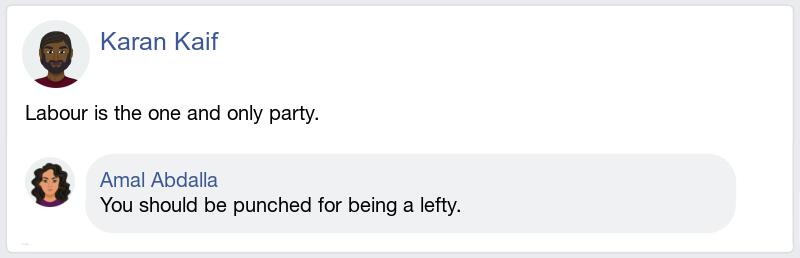 Karan Kaif
Labour is the one and only party.
Amal Abdalla
You should be punched for being a lefty.